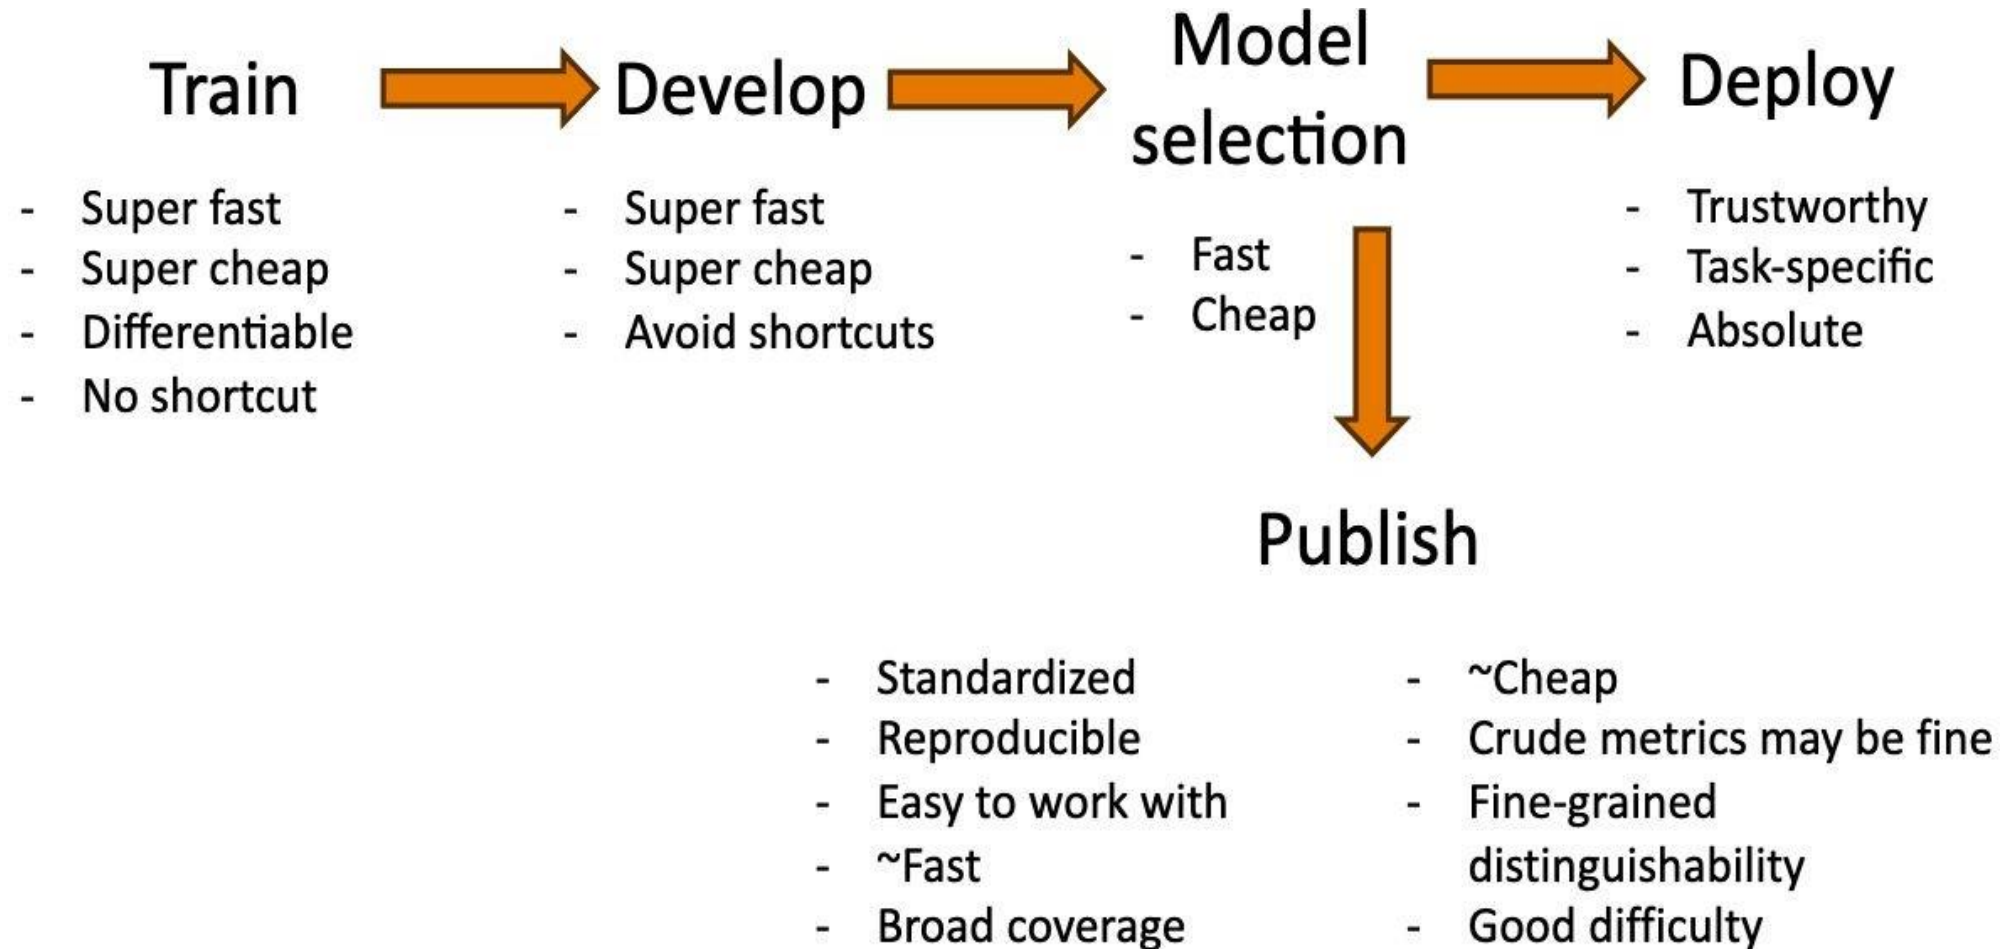 Train
- Super fast
- Super cheap
- Differentiable
- No shortcut
Develop
- Super fast
- Super cheap
- Avoid shortcuts
Model
selection
- Fast
- Cheap
Deploy
- Trustworthy
- Task-specific
- Absolute
Publish
- Standardized
- Reproducible
- Easy to work with
- ~Fast
- Broad coverage
- ~Cheap
- Crude metrics may be fine
- Fine-grained
distinguishability
- Good difficulty